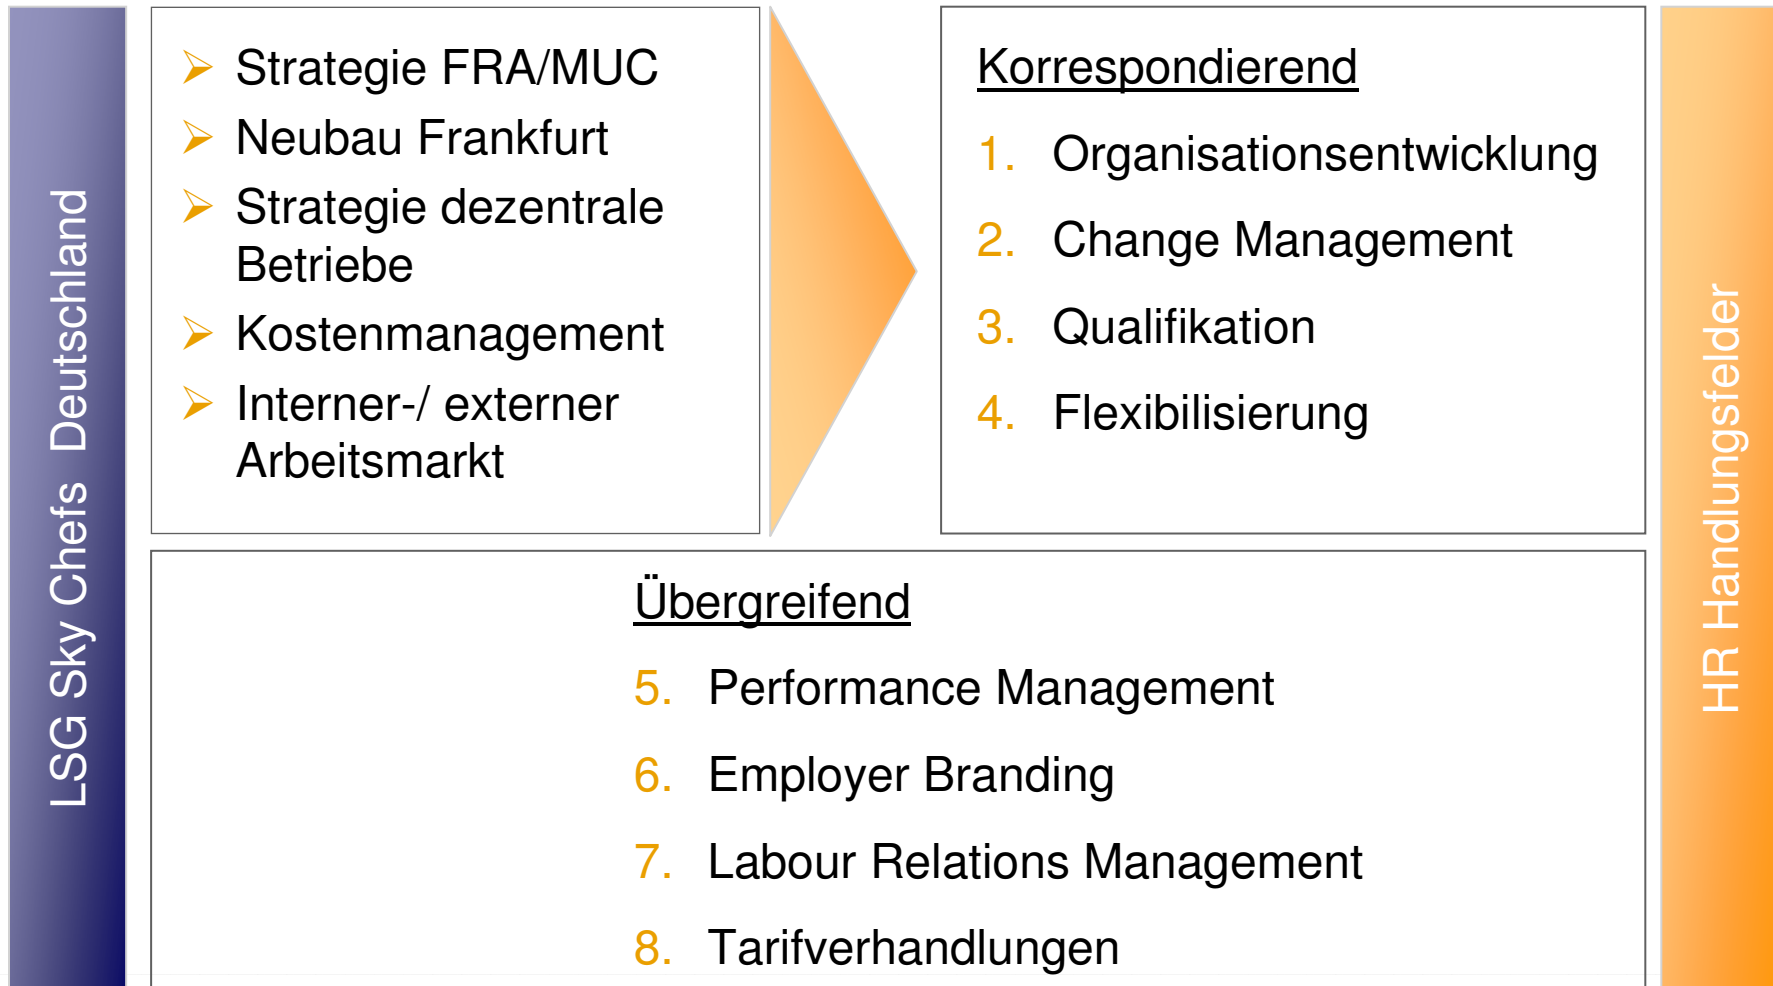 LSG Sky Chefs Deutschland
➢ Strategie FRA/MUC
➢ Neubau Frankfurt
➢ Strategie dezentrale
Betriebe
➢ Kostenmanagement
➢ Interner-/ externer
Arbeitsmarkt
Korrespondierend
1. Organisationsentwicklung
2. Change Management
3. Qualifikation
4. Flexibilisierung
Übergreifend
5. Performance Management
6. Employer Branding
7. Labour Relations Management
8. Tarifverhandlungen
HR Handlungsfelder